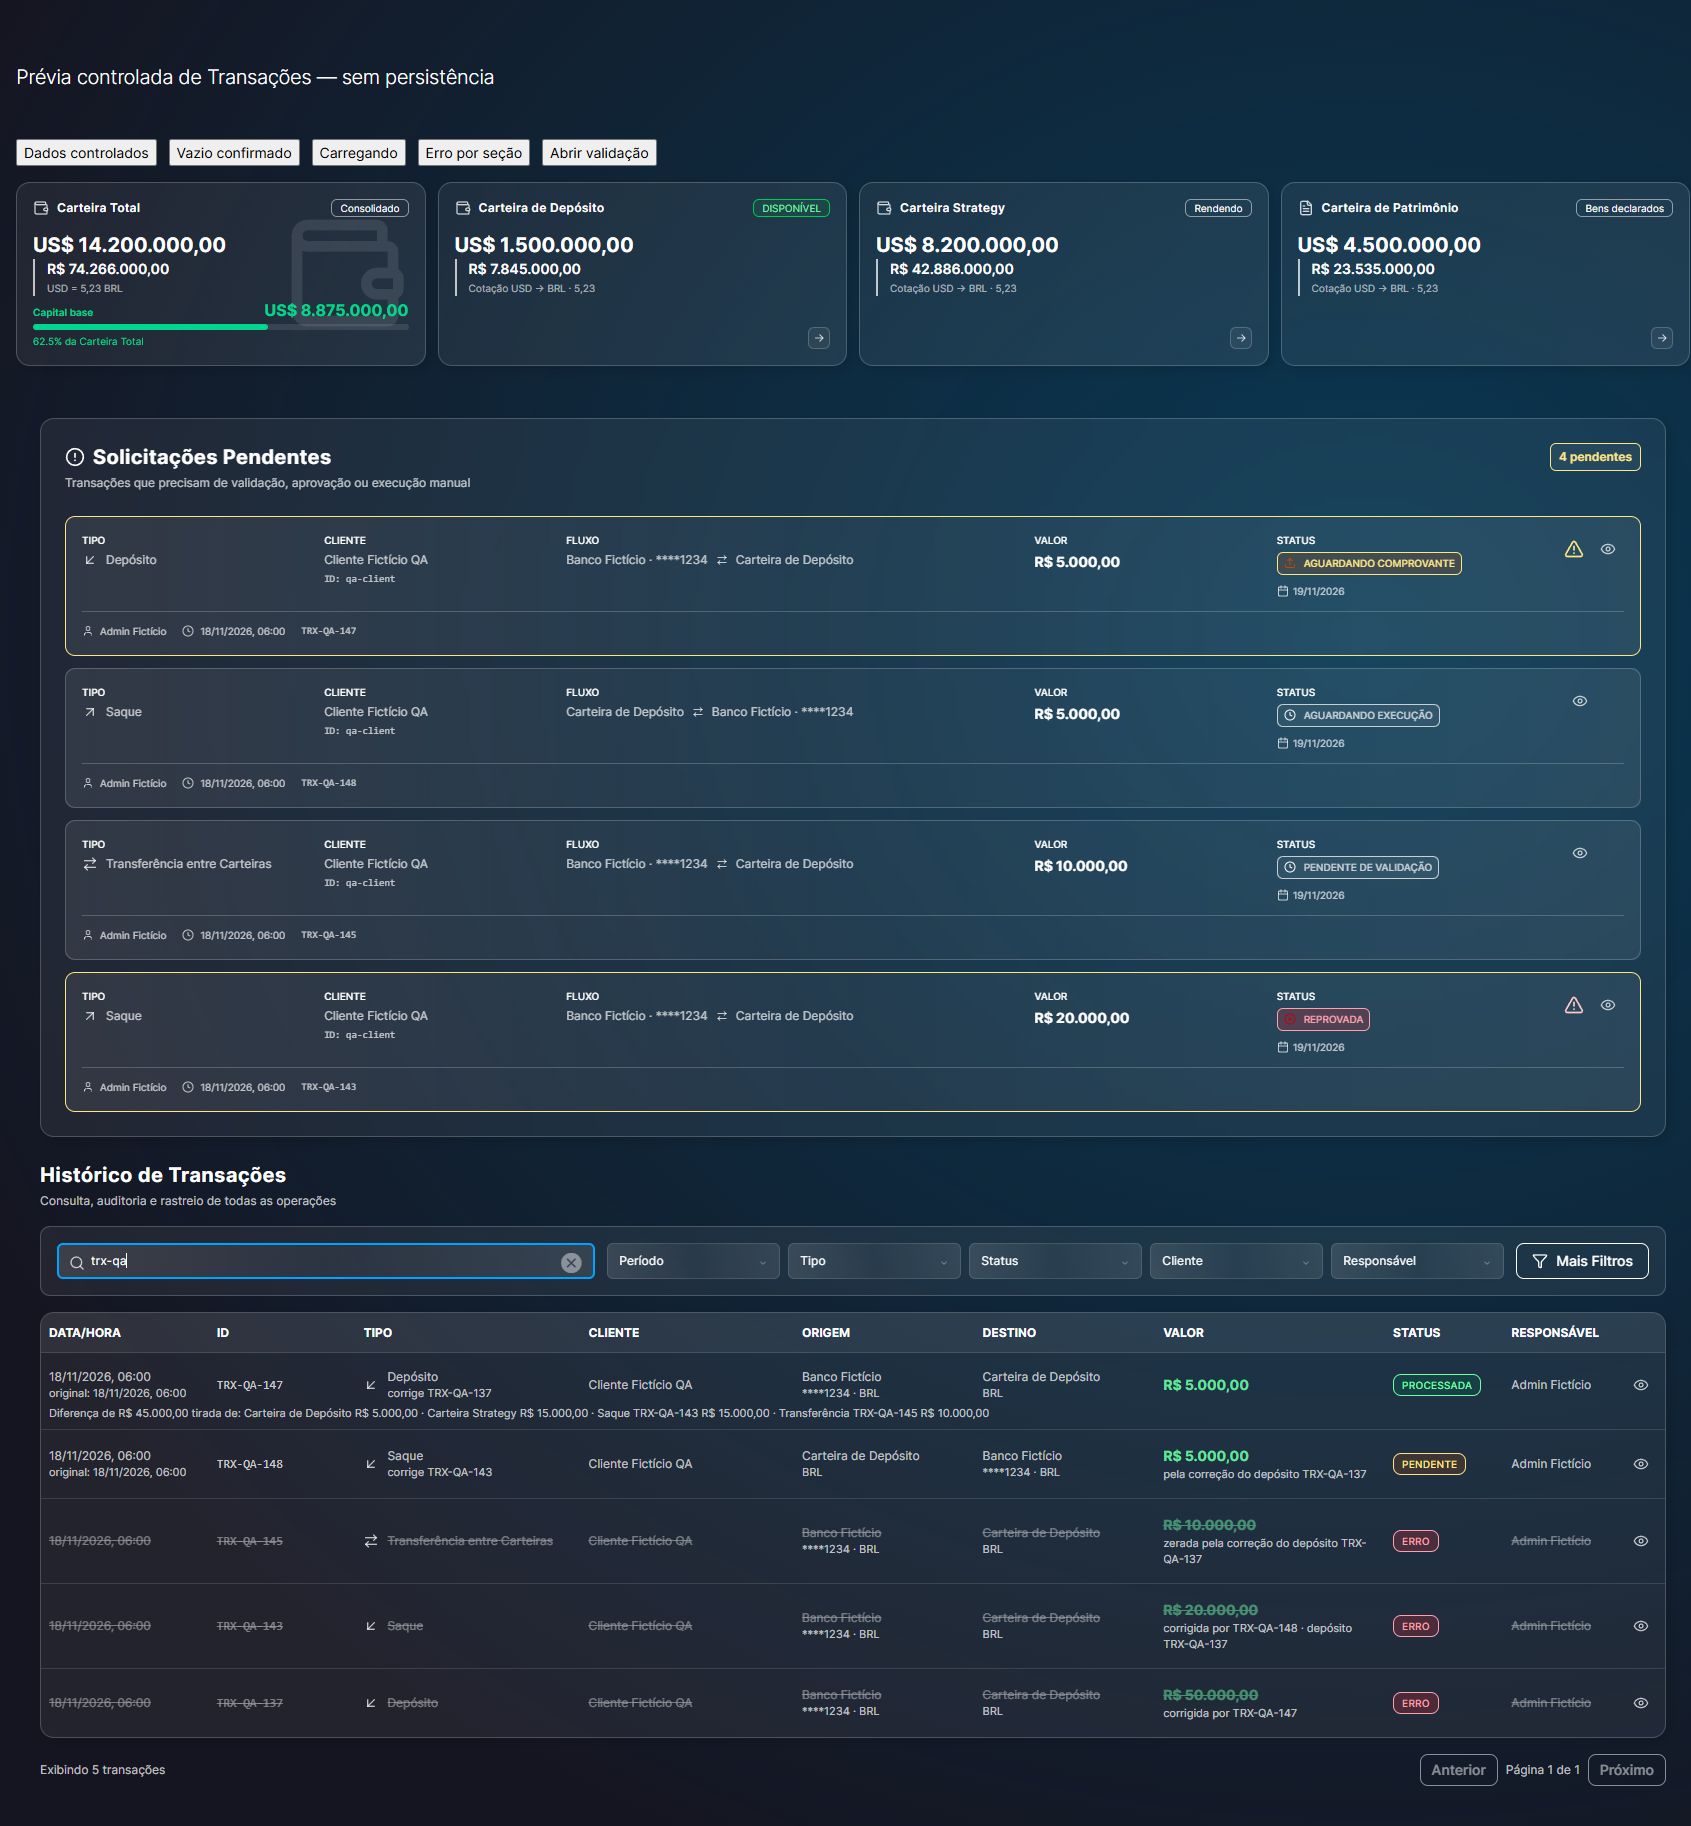 Prévia controlada de Transações — sem persistência
Dados controlados
Vazio confirmado
Carregando
Erro por seção
Abrir validação
Carteira Total
Consolidado
US$ 14.200.000,00
R$ 74.266.000,00
USD = 5,23 BRL
Capital base
US$ 8.875.000,00
62.5% da Carteira Total
Carteira de Depósito
DISPONÍVEL
US$ 1.500.000,00
R$ 7.845.000,00
Cotação USD → BRL · 5,23
Carteira Strategy
Rendendo
US$ 8.200.000,00
R$ 42.886.000,00
Cotação USD → BRL · 5,23
Carteira de Patrimônio
Bens declarados
US$ 4.500.000,00
R$ 23.535.000,00
Cotação USD → BRL · 5,23
Solicitações Pendentes
4 pendentes
Transações que precisam de validação, aprovação ou execução manual
TIPO CLIENTE FLUXO VALOR STATUS
Depósito Cliente Fictício QA Banco Fictício · ****1234 ⇄ Carteira de Depósito R$ 5.000,00 AGUARDANDO COMPROVANTE
ID: qa-client
19/11/2026
Admin Fictício 18/11/2026, 06:00 TRX-QA-147
TIPO CLIENTE FLUXO VALOR STATUS
Saque Cliente Fictício QA Carteira de Depósito ⇄ Banco Fictício · ****1234 R$ 5.000,00 AGUARDANDO EXECUÇÃO
ID: qa-client
19/11/2026
Admin Fictício 18/11/2026, 06:00 TRX-QA-148
TIPO CLIENTE FLUXO VALOR STATUS
Transferência entre Carteiras Cliente Fictício QA Banco Fictício · ****1234 ⇄ Carteira de Depósito R$ 10.000,00 PENDENTE DE VALIDAÇÃO
ID: qa-client
19/11/2026
Admin Fictício 18/11/2026, 06:00 TRX-QA-145
TIPO CLIENTE FLUXO VALOR STATUS
Saque Cliente Fictício QA Banco Fictício · ****1234 ⇄ Carteira de Depósito R$ 20.000,00 REPROVADA
ID: qa-client
19/11/2026
Admin Fictício 18/11/2026, 06:00 TRX-QA-143
Histórico de Transações
Consulta, auditoria e rastreio de todas as operações
trx-qa
Período
Tipo
Status
Cliente
Responsável
Mais Filtros
DATA/HORA ID TIPO CLIENTE ORIGEM DESTINO VALOR STATUS RESPONSÁVEL
18/11/2026, 06:00 Depósito Banco Fictício Carteira de Depósito
TRX-QA-147 Cliente Fictício QA R$ 5.000,00 PROCESSADA Admin Fictício
original: 18/11/2026, 06:00 corrige TRX-QA-137 ****1234 · BRL BRL
Diferença de R$ 45.000,00 tirada de: Carteira de Depósito R$ 5.000,00 · Carteira Strategy R$ 15.000,00 · Saque TRX-QA-143 R$ 15.000,00 · Transferência TRX-QA-145 R$ 10.000,00
18/11/2026, 06:00 Saque Carteira de Depósito Banco Fictício R$ 5.000,00
TRX-QA-148 Cliente Fictício QA PENDENTE Admin Fictício
original: 18/11/2026, 06:00 corrige TRX-QA-143 BRL ****1234 · BRL pela correção do depósito TRX-QA-137
Banco Fictício Carteira de Depósito R$ 10.000,00
18/11/2026, 06:00 TRX-QA-145 Transferência entre Carteiras Cliente Fictício QA ERRO Admin Fictício
****1234 · BRL BRL zerada pela correção do depósito TRX-
QA-137
Banco Fictício Carteira de Depósito R$ 20.000,00
18/11/2026, 06:00 TRX-QA-143 Saque Cliente Fictício QA ERRO Admin Fictício
****1234 · BRL BRL corrigida por TRX-QA-148 · depósito
TRX-QA-137
Banco Fictício Carteira de Depósito R$ 50.000,00
18/11/2026, 06:00 TRX-QA-137 Depósito Cliente Fictício QA ERRO Admin Fictício
****1234 · BRL BRL corrigida por TRX-QA-147
Exibindo 5 transações
Anterior
Página 1 de 1
Próximo